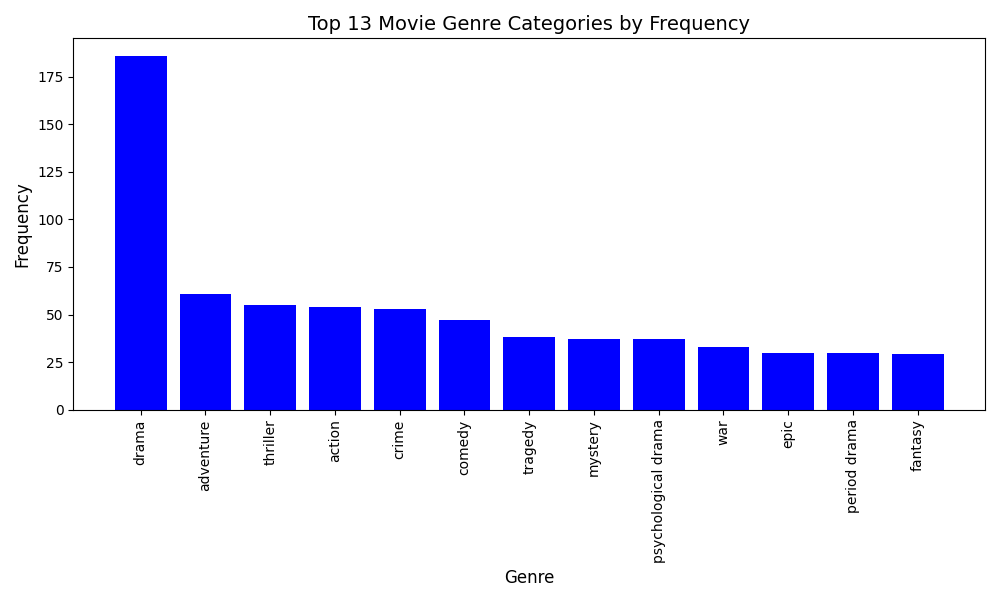 Top 13 Movie Genre Categories by Frequency
Frequency
175
150
125
100
75
50
25
0
drama
adventure
thriller
action
crime
comedy
tragedy
mystery
psychological drama
war
epic
period drama
fantasy
Genre